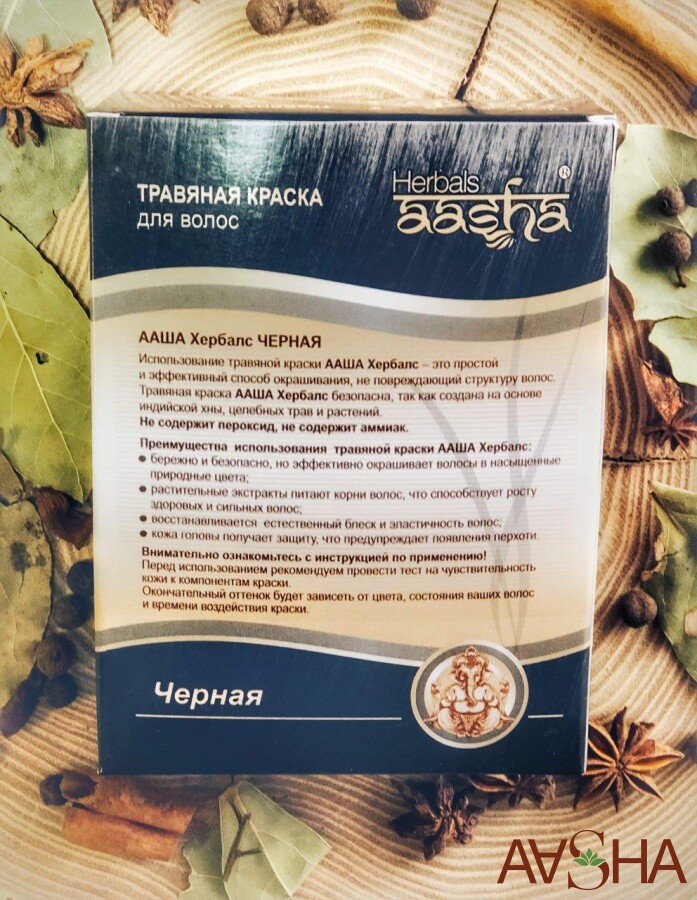 ТРАВЯНАЯ КРАСКА
для волос
Herbals
aasha®
ААША Хербалс ЧЕРНАЯ
Использование травяной краски ААША Хербалс – это простой
и эффективный способ окрашивания, не повреждающий структуру волос.
Травяная краска ААША Хербалс безопасна, так как создана на основе
индийской хны, целебных трав и растений.
Не содержит пероксид, не содержит аммиак.
Преимущества использования травяной краски ААША Хербалс:
• бережно и безопасно, но эффективно окрашивает волосы в насыщенные
природные цвета;
• растительные экстракты питают корни волос, что способствует росту
здоровых и сильных волос;
• восстанавливается естественный блеск и эластичность волос;
• кожа головы получает защиту, что предупреждает появления перхоти.
Внимательно ознакомьтесь с инструкцией по применению!
Перед использованием рекомендуем провести тест на чувствительность
кожи к компонентам краски.
Окончательный оттенок будет зависеть от цвета, состояния ваших волос
и времени воздействия краски.
Черная
AASHA